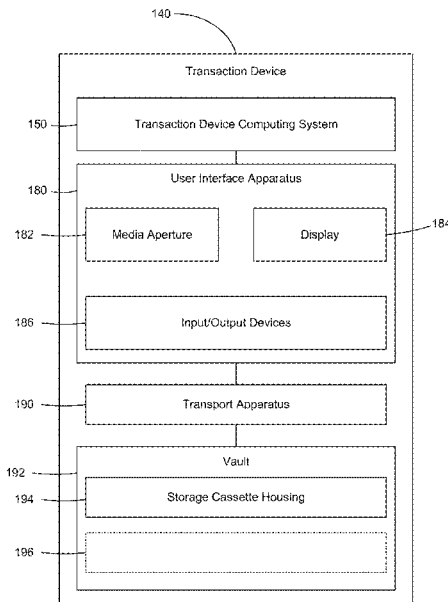 140
Transaction Device
150
Transaction Device Computing System
180
User Interface Apparatus
182
Media Aperture
Display
184
186
Input/Output Devices
190
Transport Apparatus
192
Vault
194
Storage Cassette Housing
196